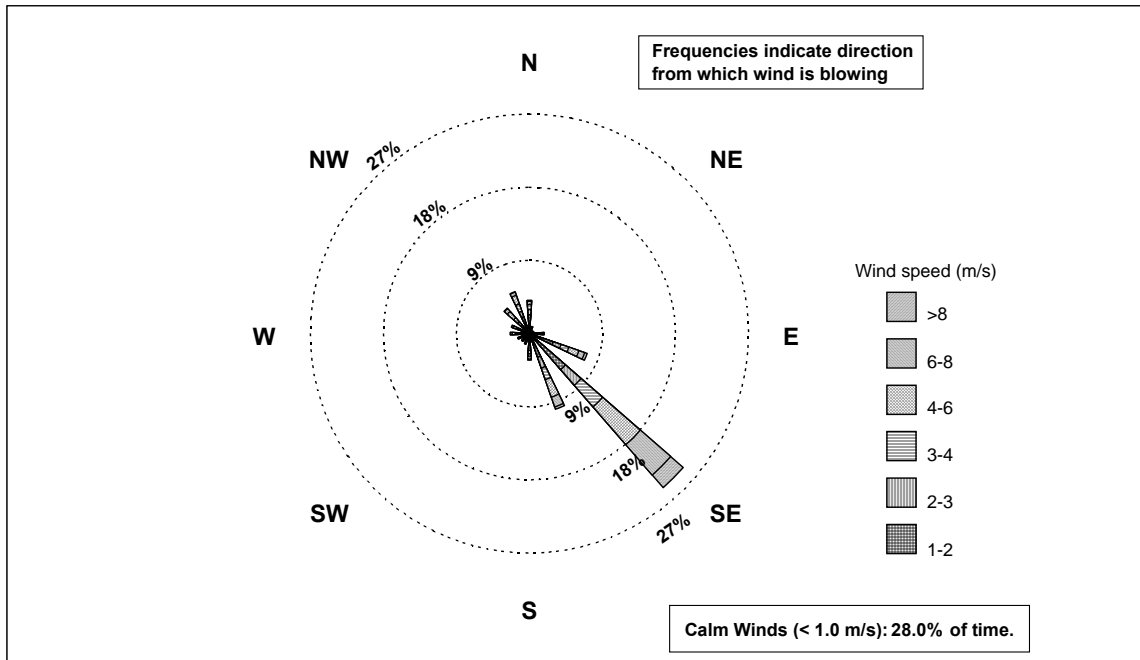 Frequencies indicate direction
from which wind is blowing
N
NW
27%
NE
18%
9%
Wind speed (m/s)
>8
W
E
6-8
4-6
9%
3-4
18%
2-3
SW
SE
27%
1-2
S
Calm Winds (< 1.0 m/s): 28.0% of time.